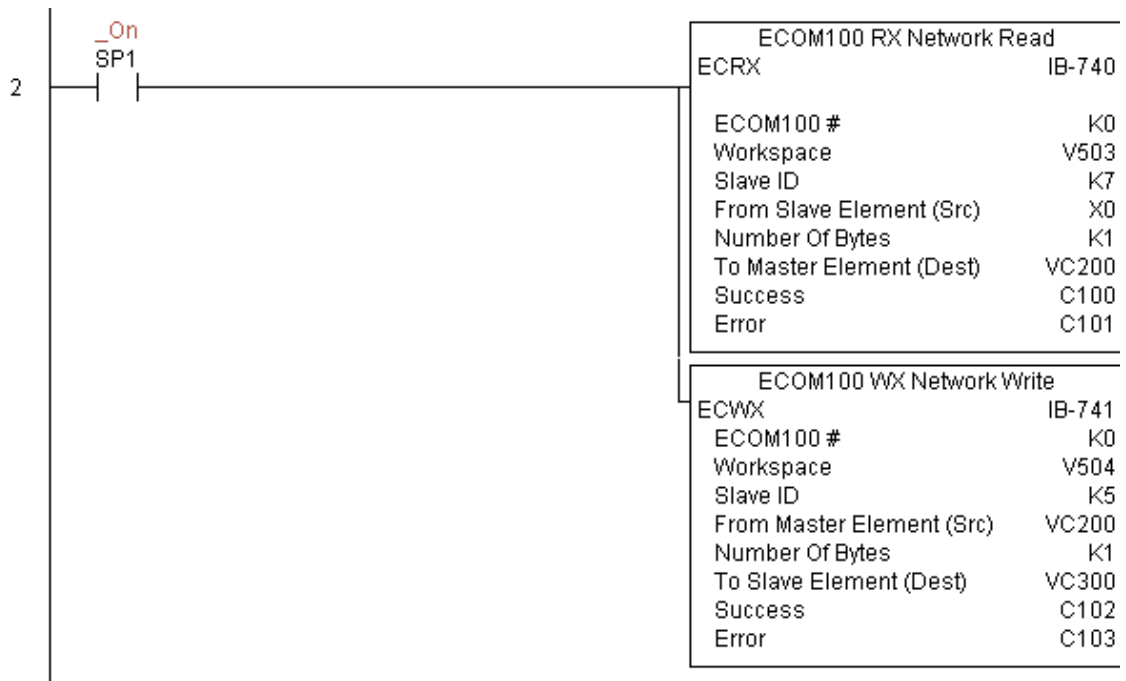 _On
SP1
2
ECOM100 RX Network Read
ECRX IB-740
ECOM100 # K0
Workspace V503
Slave ID K7
From Slave Element (Src) X0
Number Of Bytes K1
To Master Element (Dest) VC200
Success C100
Error C101
ECOM100 WX Network Write
ECWX IB-741
ECOM100 # K0
Workspace V504
Slave ID K5
From Master Element (Src) VC200
Number Of Bytes K1
To Slave Element (Dest) VC300
Success C102
Error C103